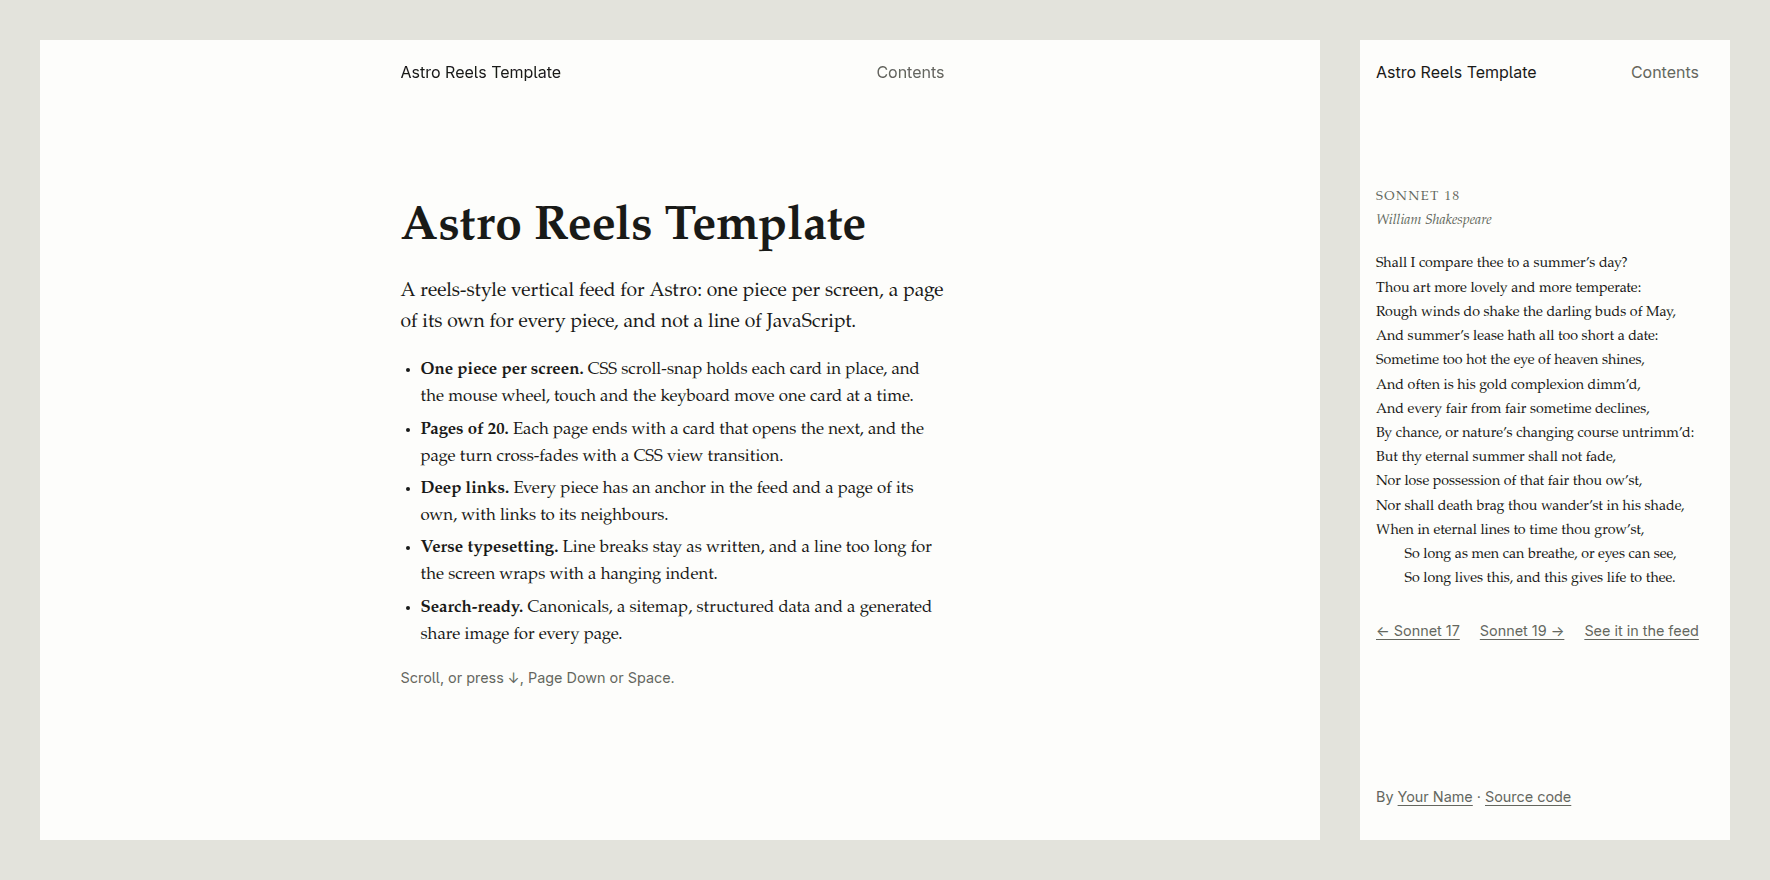 Astro Reels Template
Contents
Astro Reels Template
A reels-style vertical feed for Astro: one piece per screen, a page
of its own for every piece, and not a line of JavaScript.
• One piece per screen. CSS scroll-snap holds each card in place, and
the mouse wheel, touch and the keyboard move one card at a time.
• Pages of 20. Each page ends with a card that opens the next, and the
page turn cross-fades with a CSS view transition.
• Deep links. Every piece has an anchor in the feed and a page of its
own, with links to its neighbours.
• Verse typesetting. Line breaks stay as written, and a line too long for
the screen wraps with a hanging indent.
• Search-ready. Canonicals, a sitemap, structured data and a generated
share image for every page.
Scroll, or press ↓, Page Down or Space.
Astro Reels Template
Contents
SONNET 18
William Shakespeare
Shall I compare thee to a summer’s day?
Thou art more lovely and more temperate:
Rough winds do shake the darling buds of May,
And summer’s lease hath all too short a date:
Sometime too hot the eye of heaven shines,
And often is his gold complexion dimm’d,
And every fair from fair sometime declines,
By chance, or nature’s changing course untrimm’d:
But thy eternal summer shall not fade,
Nor lose possession of that fair thou ow’st,
Nor shall death brag thou wander’st in his shade,
When in eternal lines to time thou grow’st,
So long as men can breathe, or eyes can see,
So long lives this, and this gives life to thee.
← Sonnet 17 Sonnet 19 → See it in the feed
By Your Name · Source code